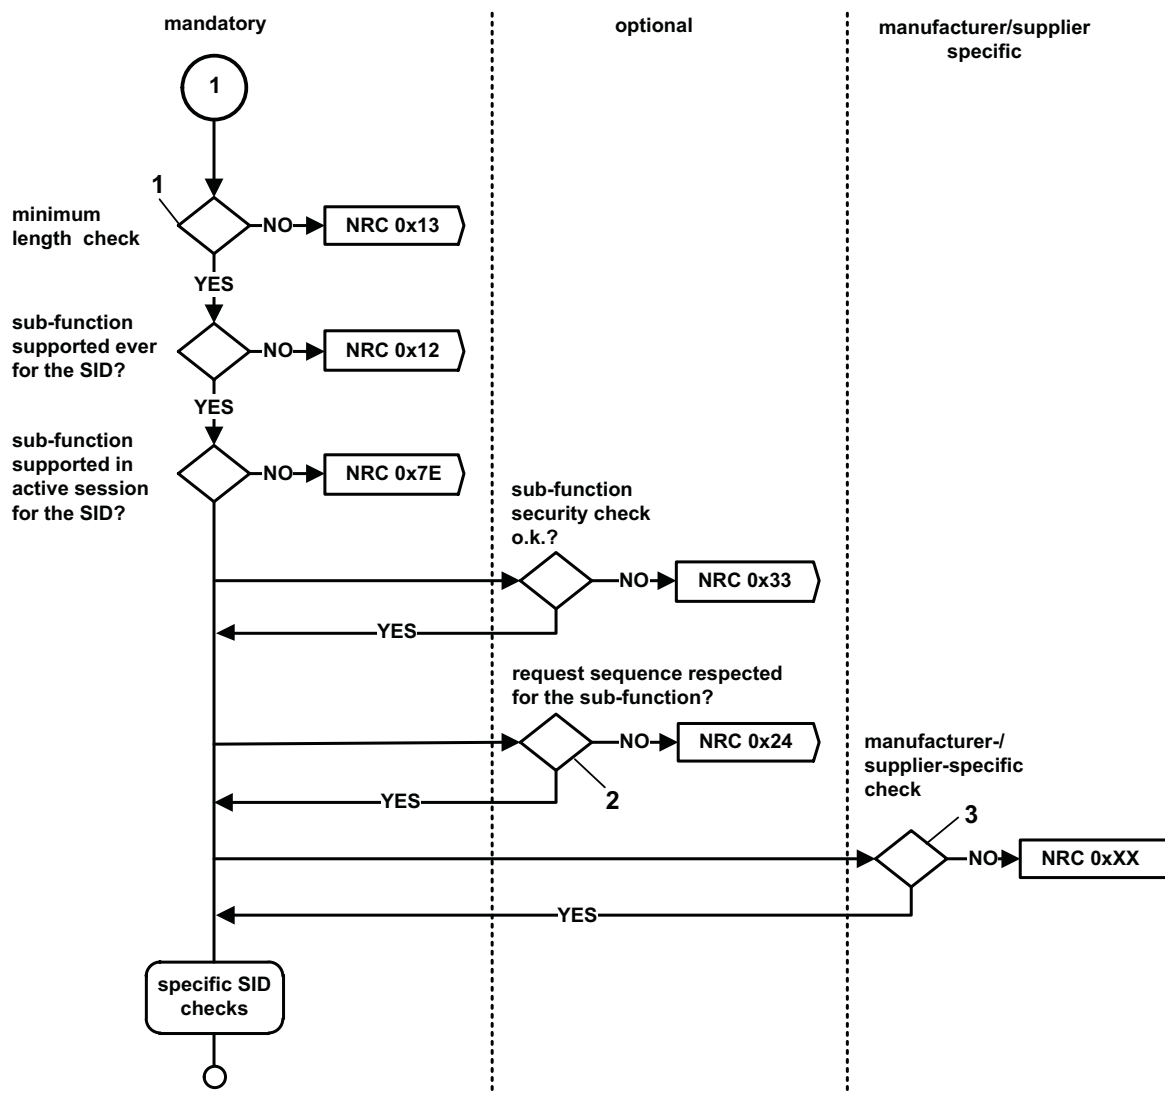 mandatory
optional
manufacturer/supplier
specific
1
1
minimum
length check
NO
NRC 0x13
YES
sub-function
supported ever
for the SID?
NO
NRC 0x12
YES
sub-function
supported in
active session
for the SID?
NO
NRC 0x7E
sub-function
security check
o.k.?
NO
NRC 0x33
YES
request sequence respected
for the sub-function?
NO
NRC 0x24
2
YES
manufacturer-/
supplier-specific
check
3
NO
NRC 0xXX
YES
specific SID
checks